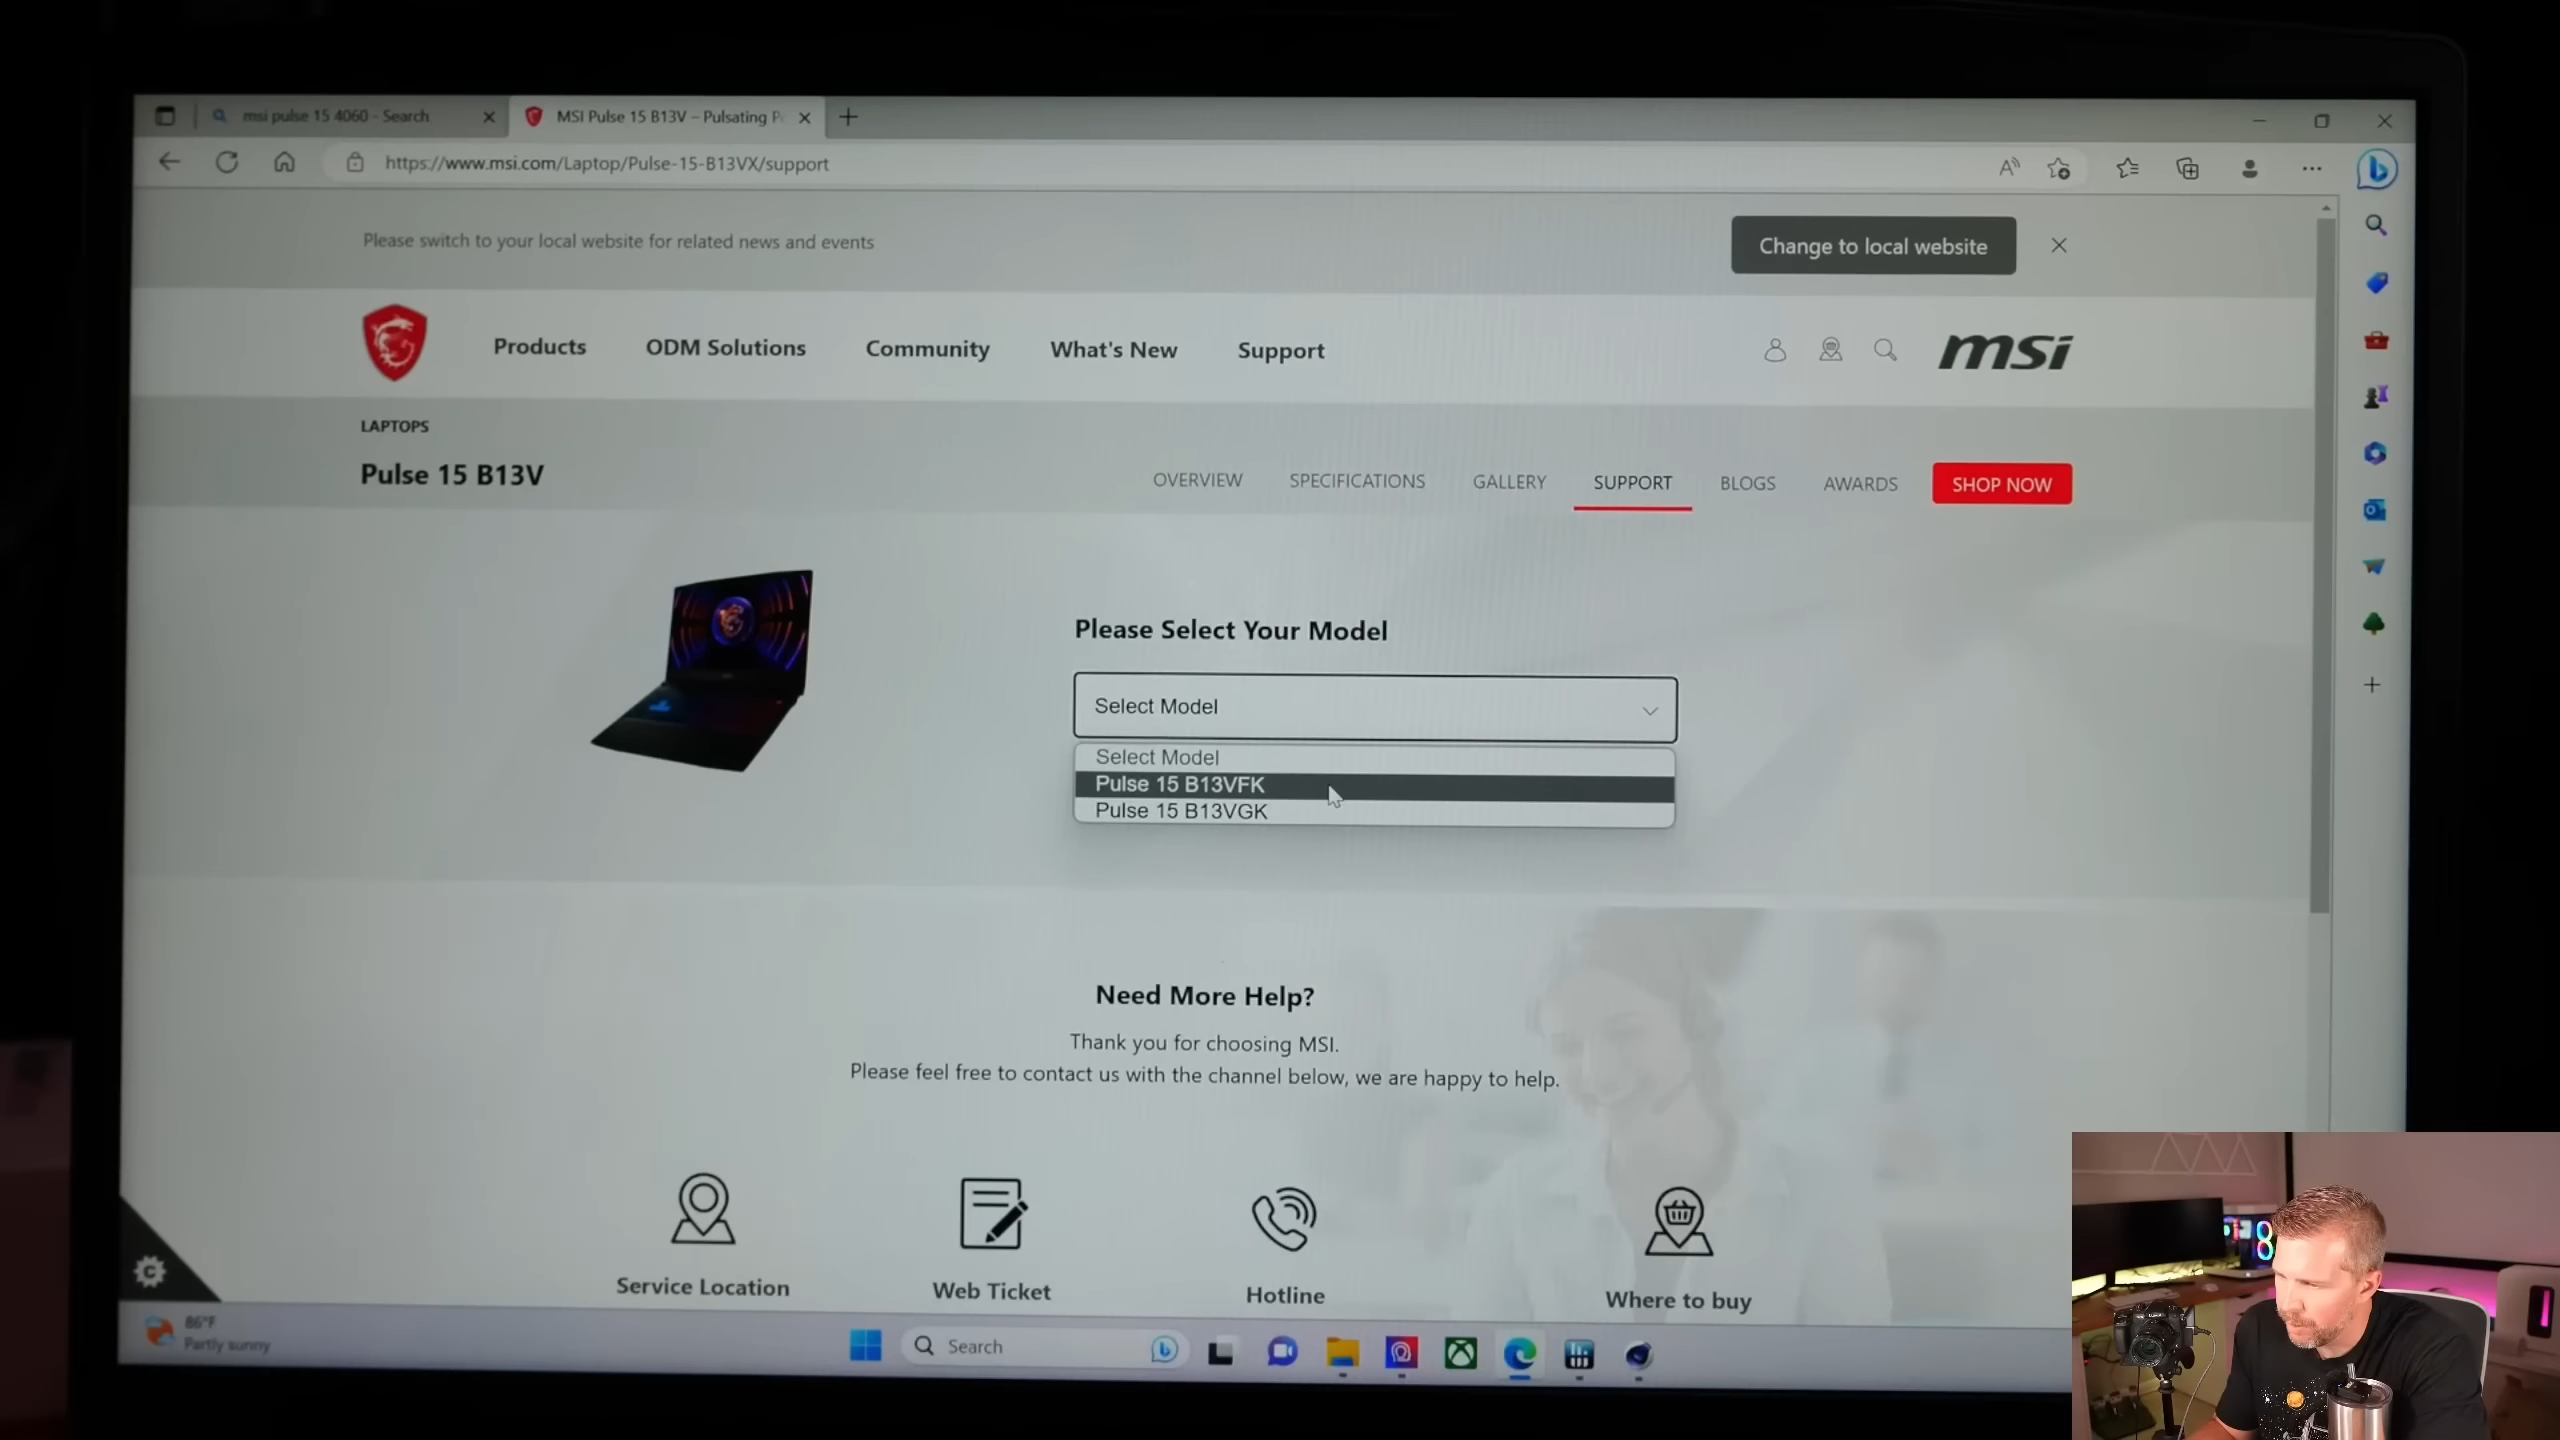 msi pulse 15 4060 - Search
MSI Pulse 15 B13V – Pulsating P
https://www.msi.com/Laptop/Pulse-15-B13VX/support
Please switch to your local website for related news and events
Change to local website
Products
ODM Solutions
Community
What's New
Support
msi
LAPTOPS
Pulse 15 B13V
OVERVIEW
SPECIFICATIONS
GALLERY
SUPPORT
BLOGS
AWARDS
SHOP NOW
Please Select Your Model
Select Model
Select Model
Pulse 15 B13VFK
Pulse 15 B13VGK
Need More Help?
Thank you for choosing MSI.
Please feel free to contact us with the channel below, we are happy to help.
Service Location
Web Ticket
Hotline
Where to buy
86°F
Partly sunny
Search